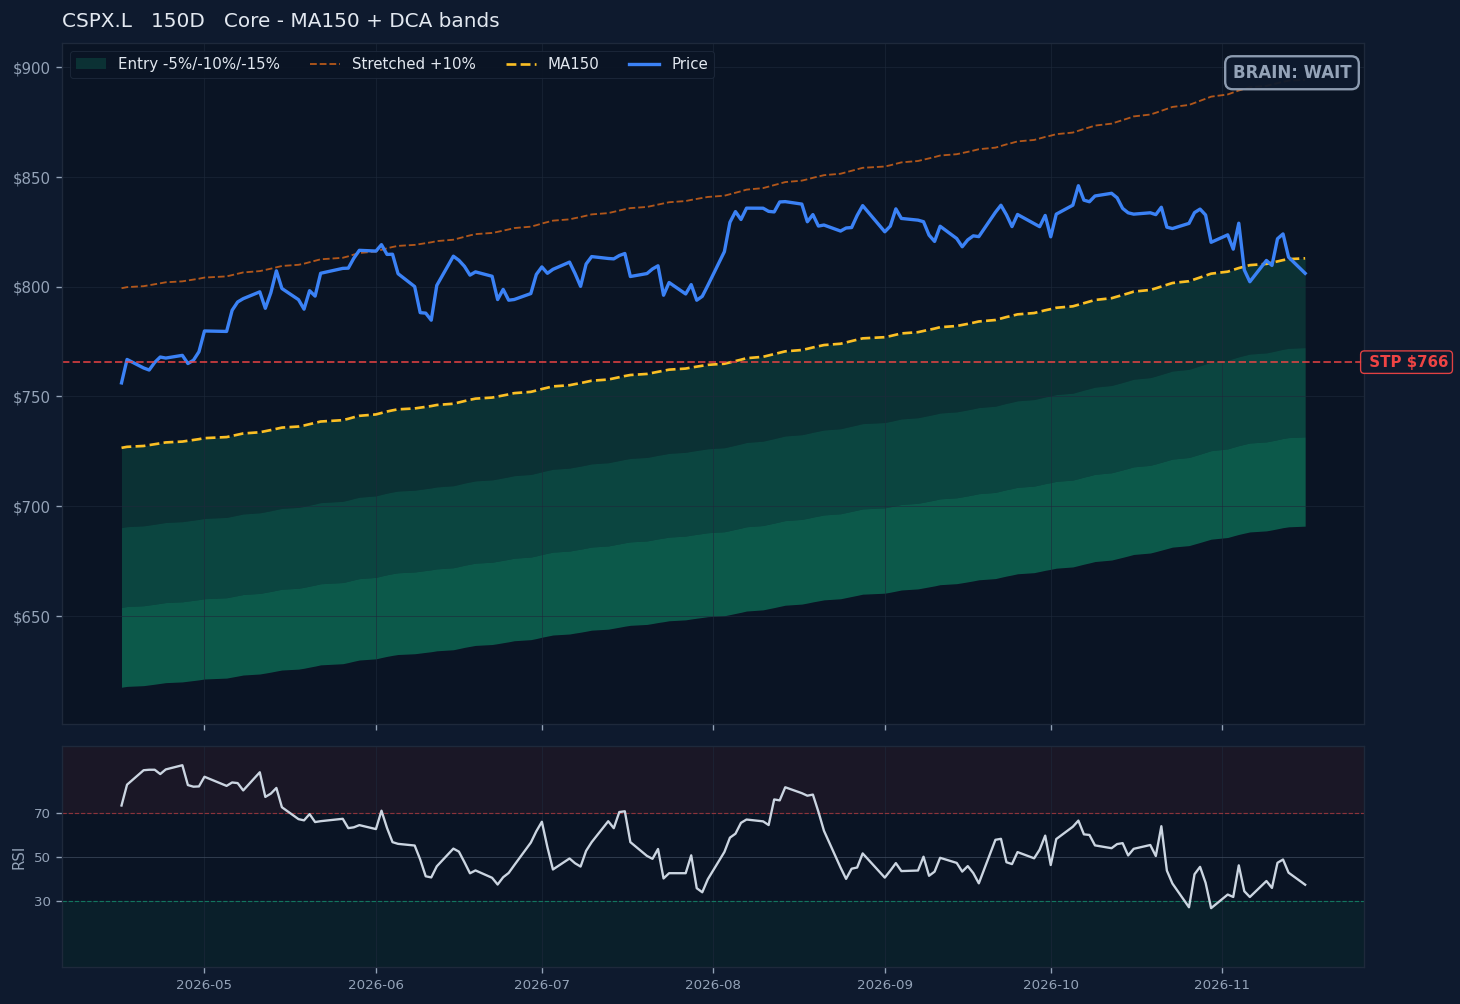 CSPX.L 150D Core - MA150 + DCA bands
Entry -5%/-10%/-15% Stretched +10% MA150 Price
BRAIN: WAIT
$900
$850
$800
STP $766
$750
$700
$650
70
50
30
RSI
2026-05 2026-06 2026-07 2026-08 2026-09 2026-10 2026-11